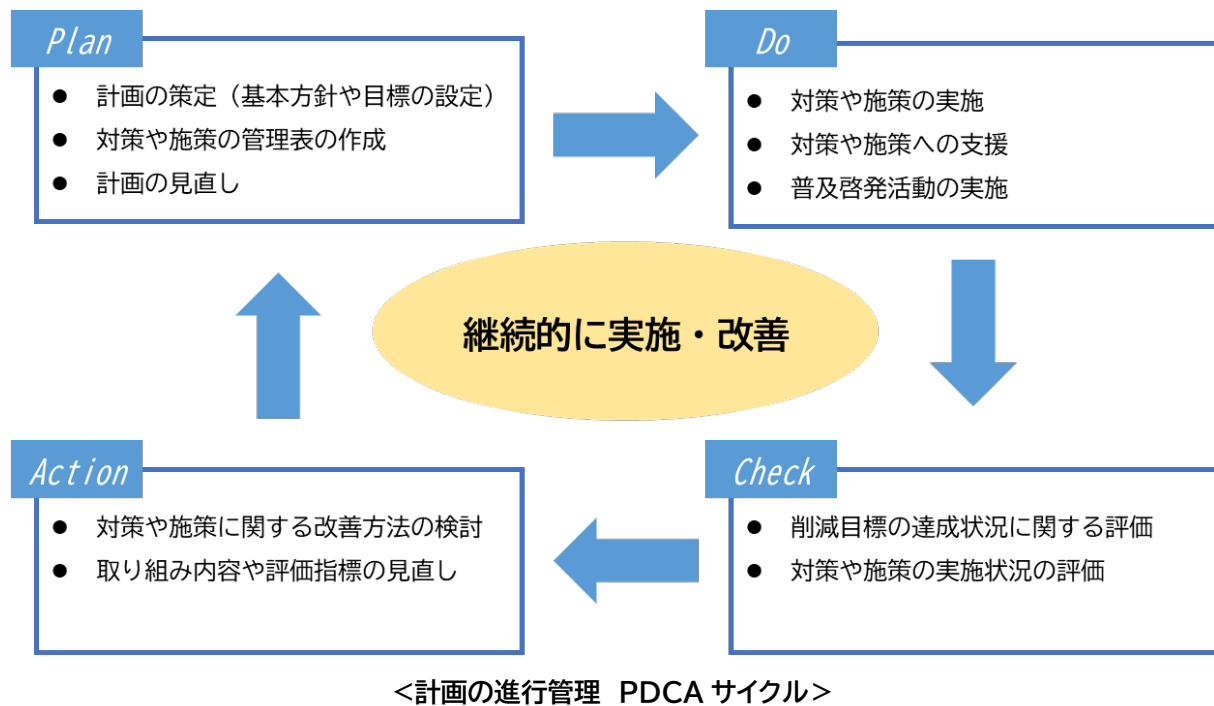 Plan
● 計画の策定（基本方針や目標の設定）
● 対策や施策の管理表の作成
● 計画の見直し
Do
● 対策や施策の実施
● 対策や施策への支援
● 普及啓発活動の実施
継続的に実施・改善
Action
● 対策や施策に関する改善方法の検討
● 取り組み内容や評価指標の見直し
Check
● 削減目標の達成状況に関する評価
● 対策や施策の実施状況の評価
＜計画の進行管理 PDCA サイクル＞